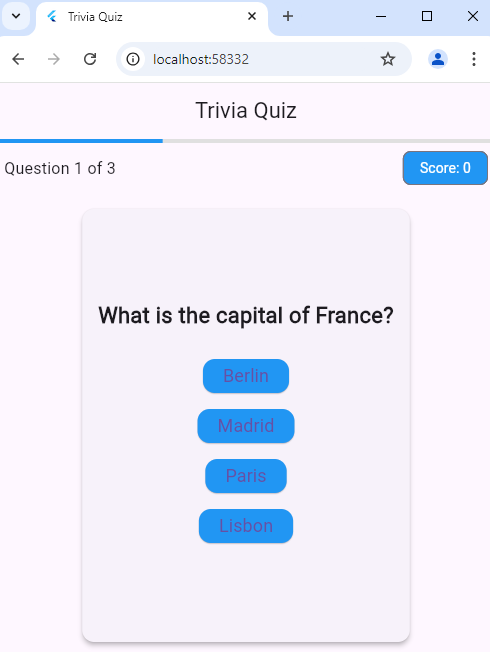 Trivia Quiz
localhost:58332
Trivia Quiz
Question 1 of 3
Score: 0
What is the capital of France?
Berlin
Madrid
Paris
Lisbon